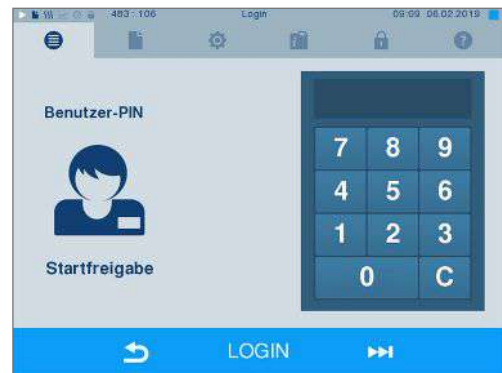 483 : 106 Login 09:09 06.02.2019
Benutzer-PIN
Startfreigabe
7 8 9
4 5 6
1 2 3
0 C
LOGIN